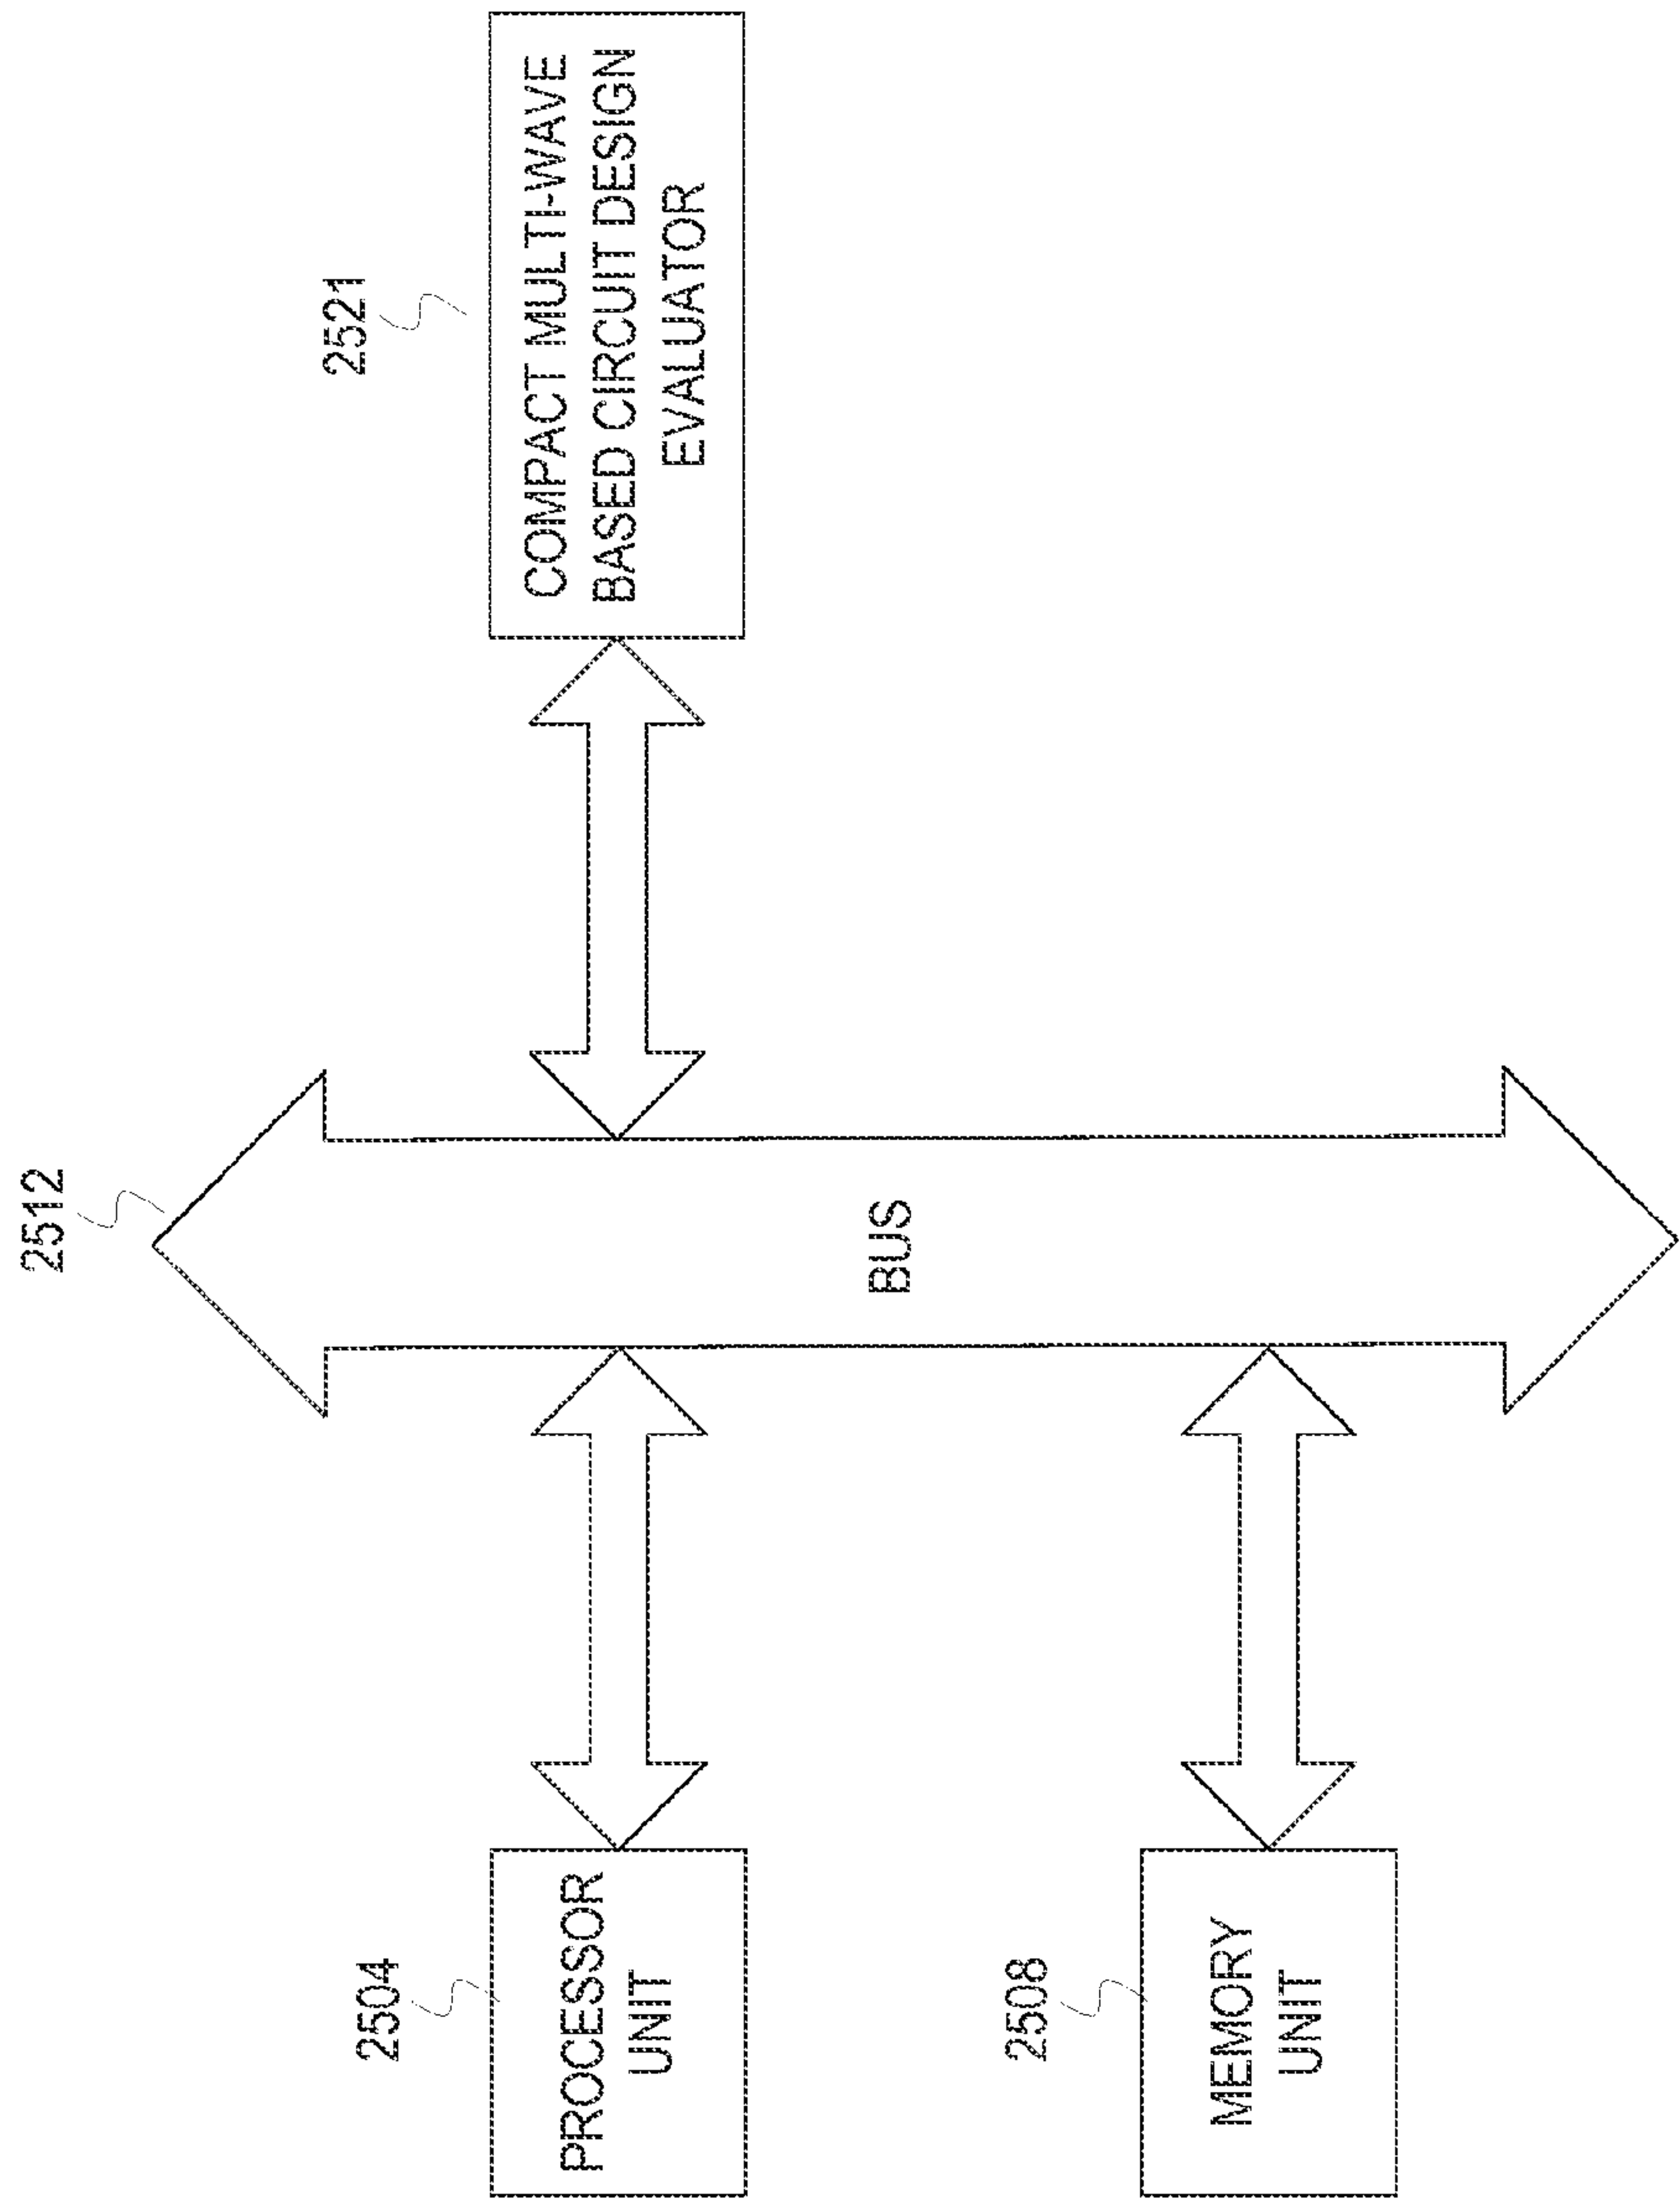 2504
PROCESSOR
UNIT
2508
MEMORY
UNIT
2512
BUS
2521
COMPACT MULTI-WAVE
BASED CIRCUIT DESIGN
EVALUATOR